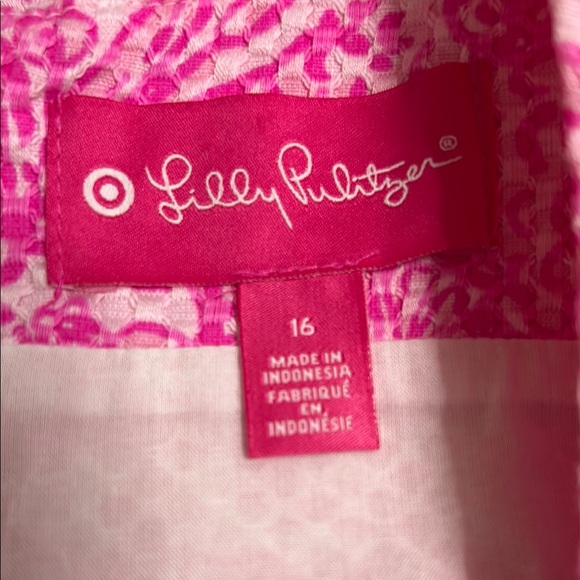 Lilly Pulitzer®
16
MADE IN
INDONESIA
FABRIQUÉ
EN
INDONÉSIE